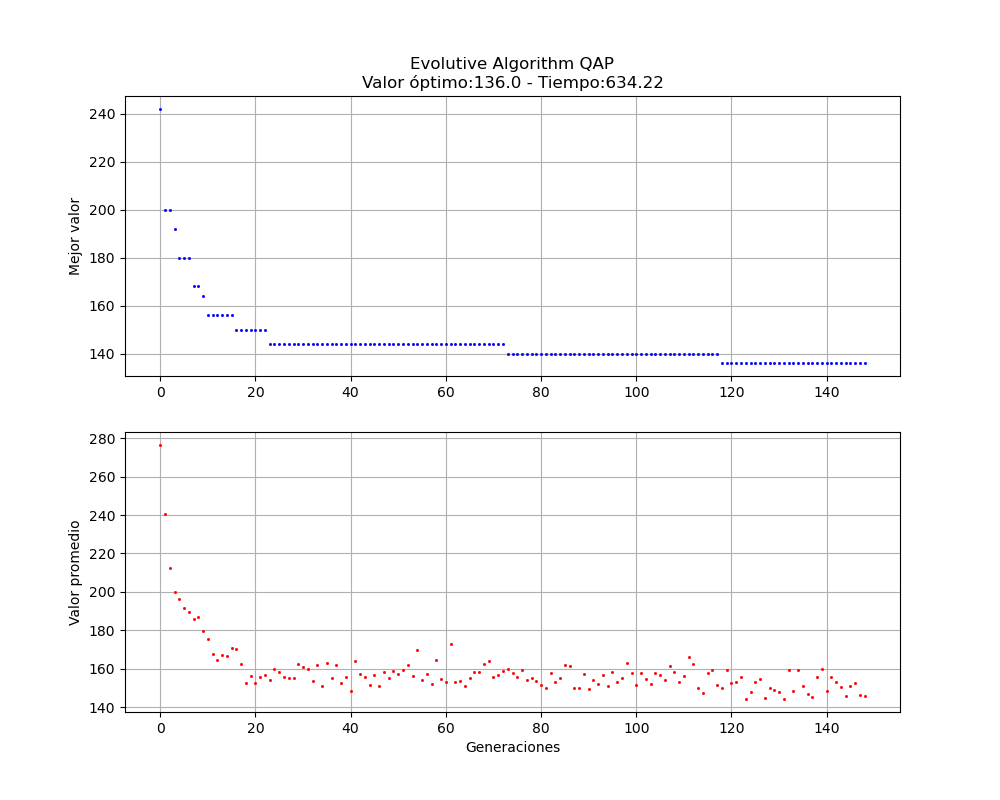 Evolutive Algorithm QAP
Valor óptimo:136.0 - Tiempo:634.22
Mejor valor
240
220
200
180
160
140
0 20 40 60 80 100 120 140
Valor promedio
280
260
240
220
200
180
160
140
0 20 40 60 80 100 120 140
Generaciones